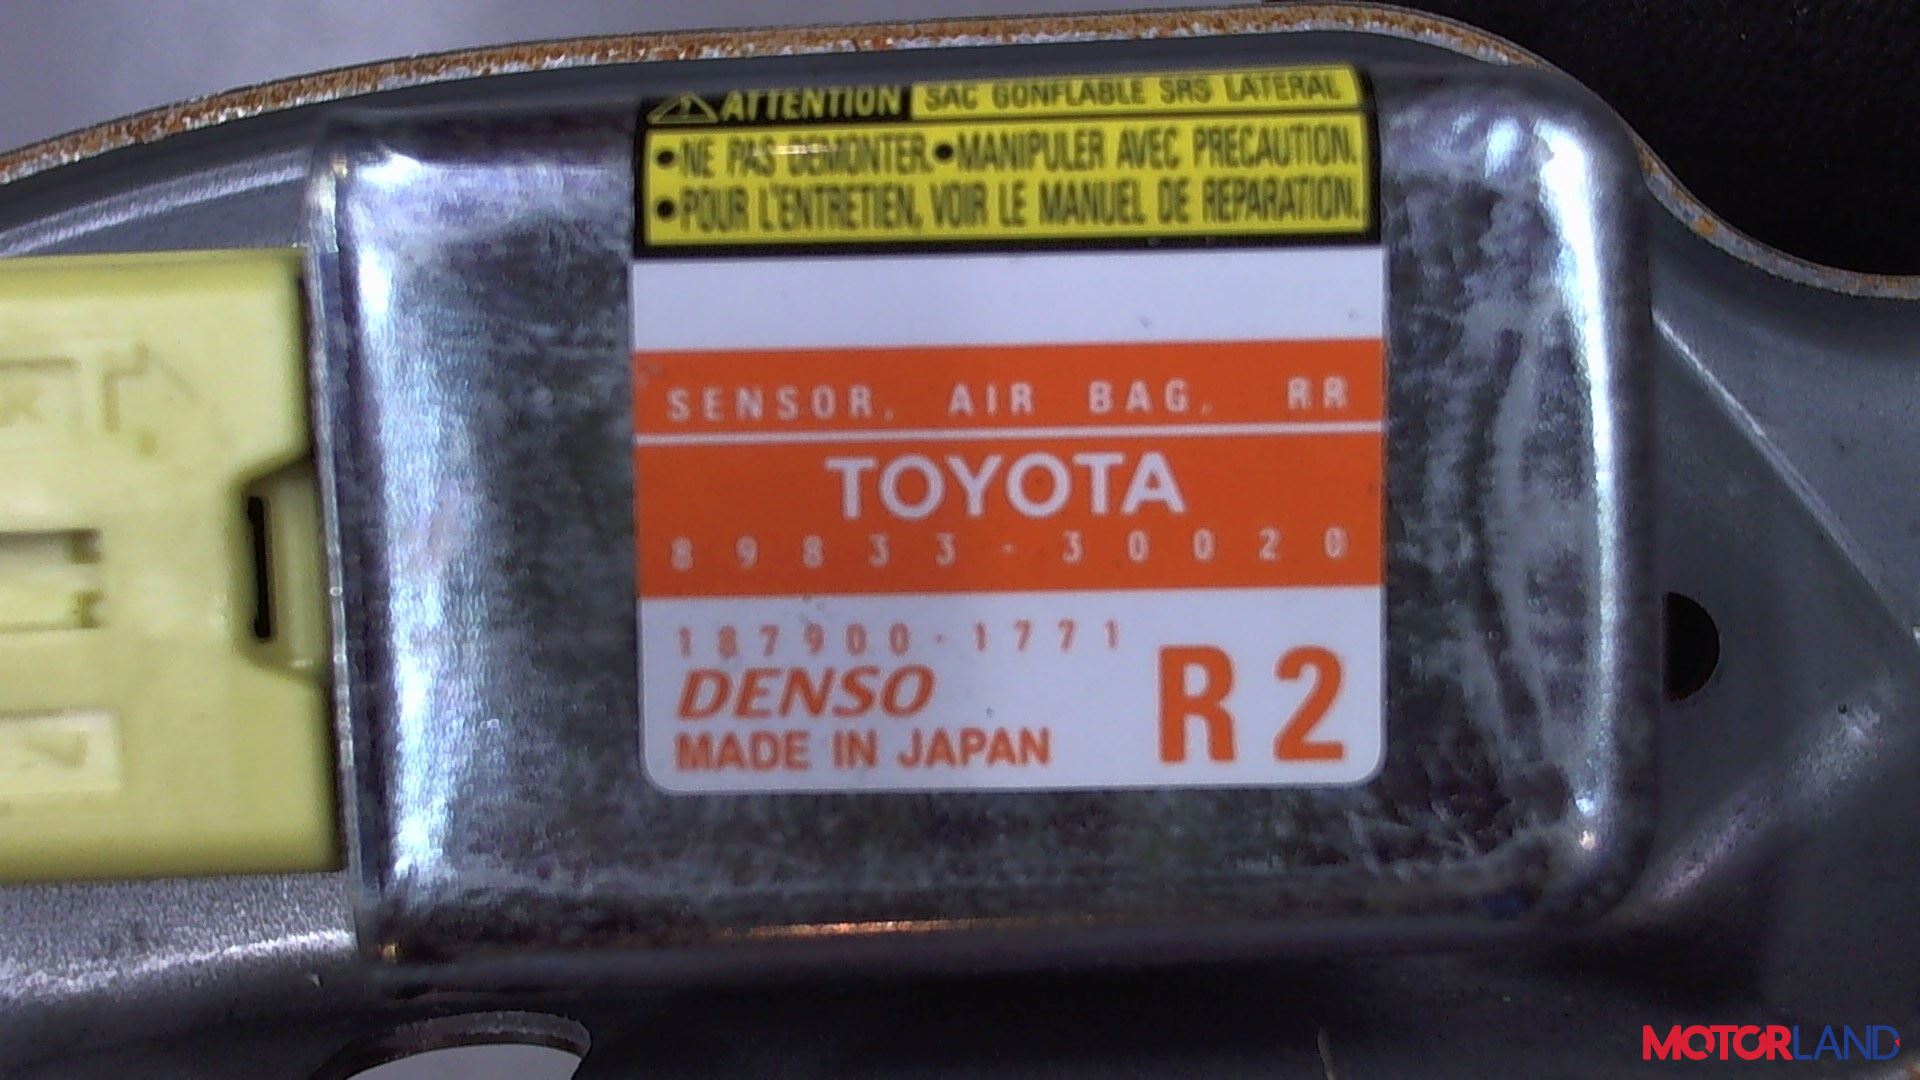 ATTENTION SAC GONFLABLE SRS LATERAL
•NE PAS DEMONTER.•MANIPULER AVEC PRECAUTION.
•POUR L'ENTRETIEN, VOIR LE MANUEL DE REPARATION.
SENSOR, AIR BAG, RR
TOYOTA
89833-30020
187900-1771
DENSO
MADE IN JAPAN
R2
MOTORLAND